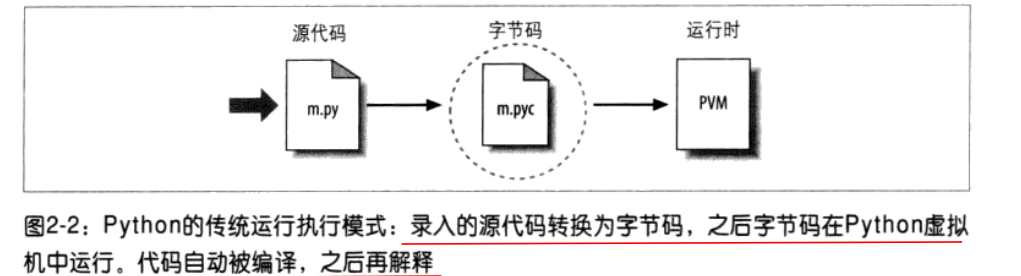 源代码 字节码 运行时
m.py m.pyc PVM
图2-2：Python的传统运行执行模式：录入的源代码转换为字节码，之后字节码在Python虚拟
机中运行。代码自动被编译，之后再解释